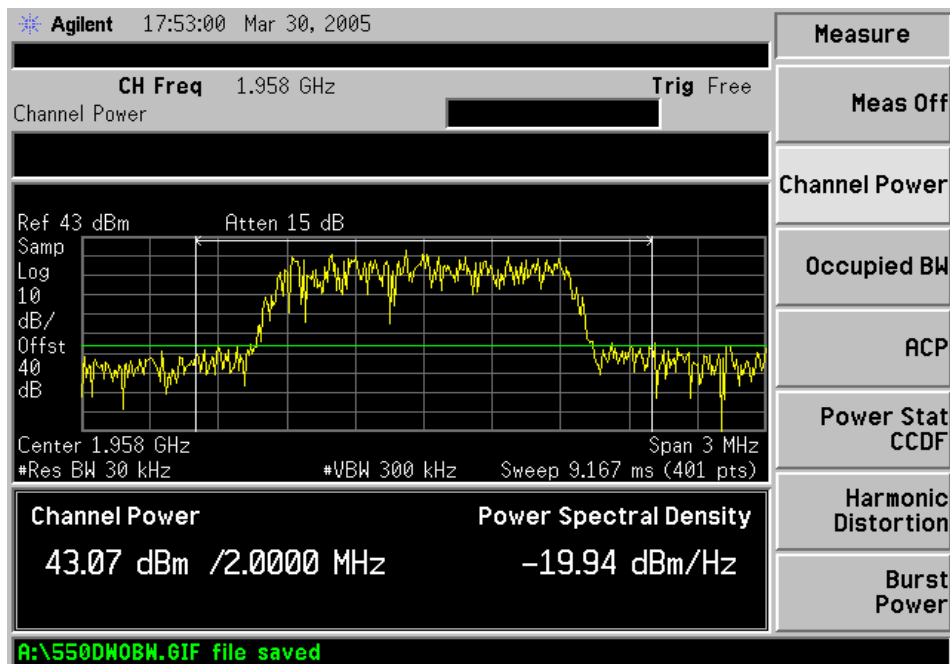 Agilent 17:53:00 Mar 30, 2005
Measure
CH Freq 1.958 GHz Trig Free
Channel Power
Meas Off
Channel Power
Ref 43 dBm Atten 15 dB
Samp
Log
10
dB/
Offst
40
dB
Occupied BW
ACP
Center 1.958 GHz Span 3 MHz
#Res BW 30 kHz #VBW 300 kHz Sweep 9.167 ms (401 pts)
Power Stat
CCDF
Channel Power Power Spectral Density
43.07 dBm /2.0000 MHz -19.94 dBm/Hz
Harmonic
Distortion
Burst
Power
A:\550DWOBW.GIF file saved